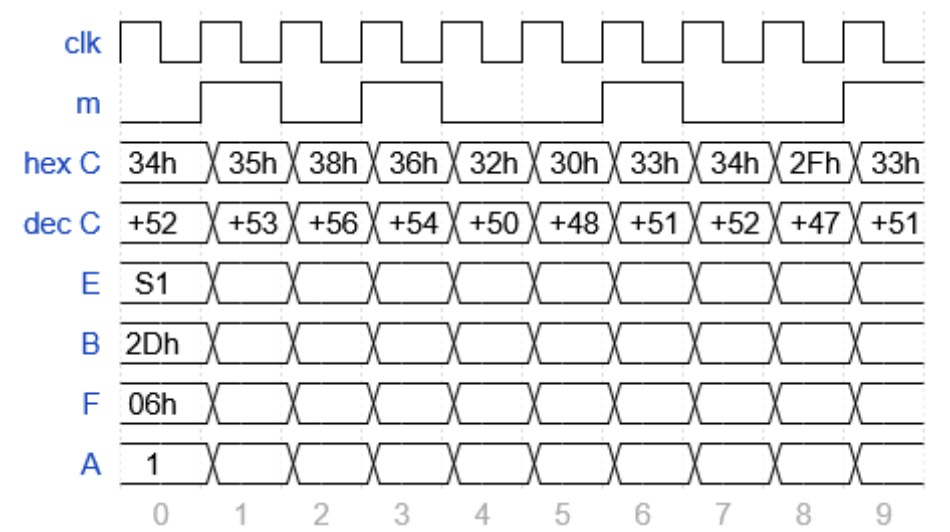 clk
m
hex C 34h 35h 38h 36h 32h 30h 33h 34h 2Fh 33h
dec C +52 +53 +56 +54 +50 +48 +51 +52 +47 +51
E S1
B 2Dh
F 06h
A 1
0 1 2 3 4 5 6 7 8 9